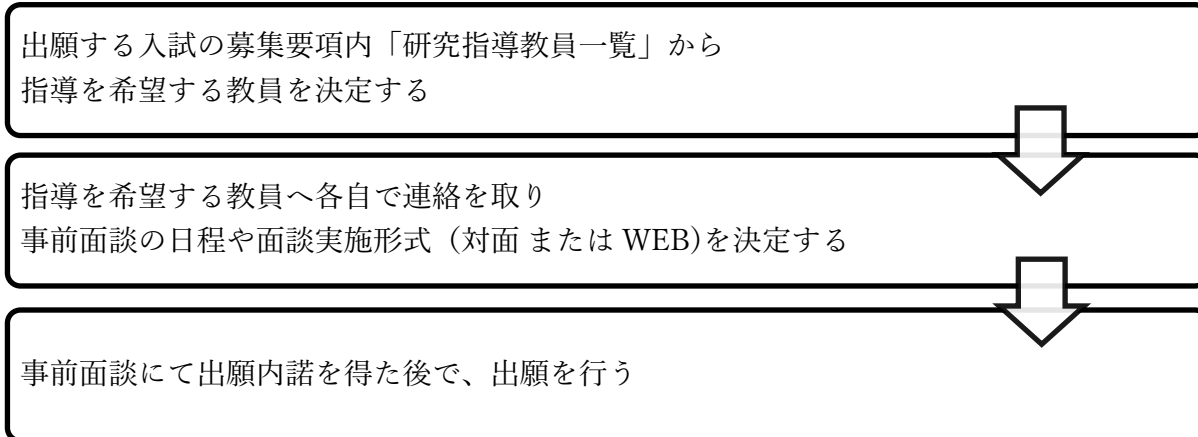 出願する入試の募集要項内「研究指導教員一覧」から
指導を希望する教員を決定する
指導を希望する教員へ各自で連絡を取り
事前面談の日程や面談実施形式（対面 または WEB)を決定する
事前面談にて出願内諾を得た後で、出願を行う